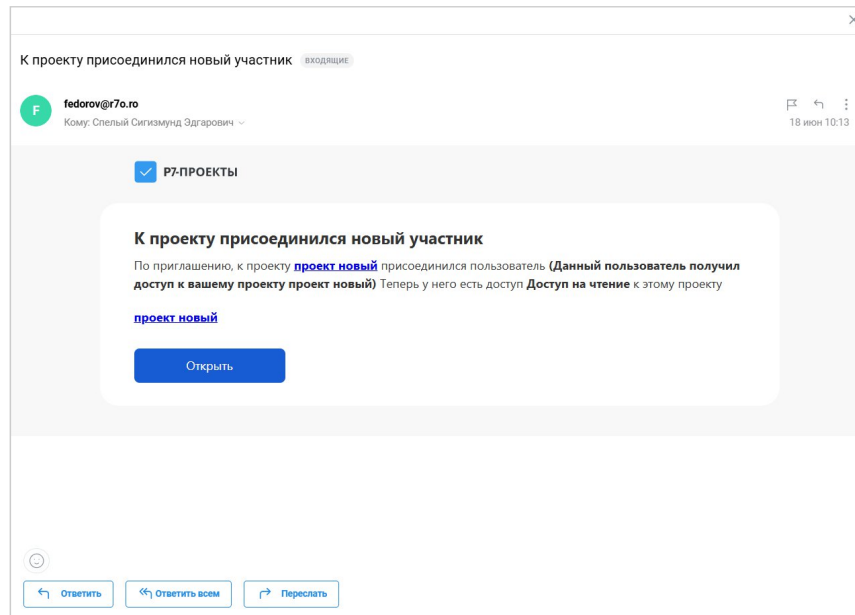 К проекту присоединился новый участник ВХОДЯЩИЕ
F
fedorov@r7o.ro
Кому: Спелый Сигизмунд Эдгарович
18 июн 10:13
Р7-ПРОЕКТЫ
К проекту присоединился новый участник
По приглашению, к проекту проект новый присоединился пользователь (Данный пользователь получил
доступ к вашему проекту проект новый) Теперь у него есть доступ Доступ на чтение к этому проекту
проект новый
Открыть
Ответить Ответить всем Переслать